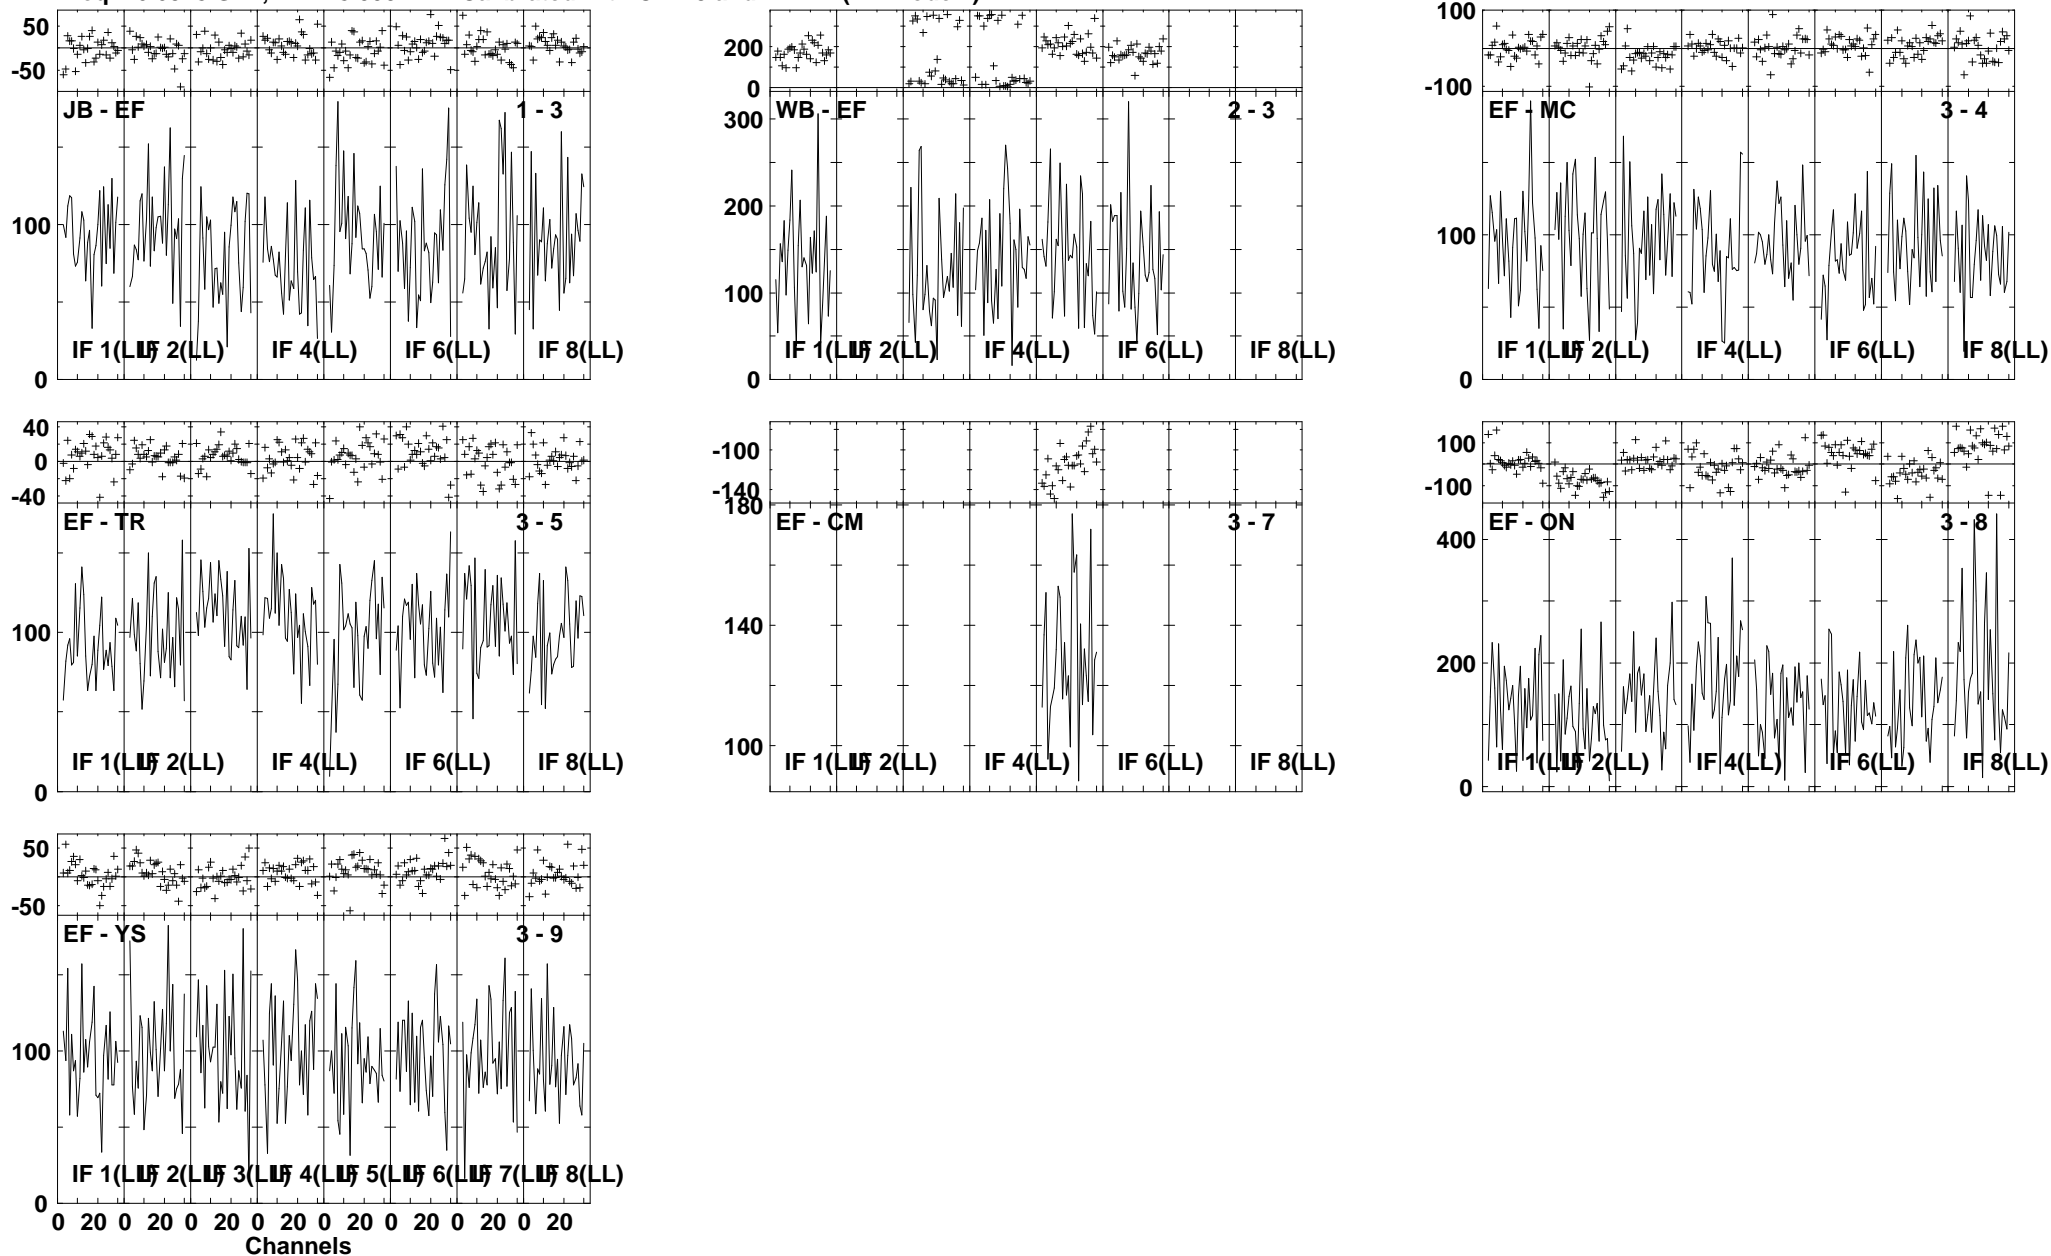 50
-50
JB - EF
1 - 3
100
0
IF 1(LL)
IF 2(LL)
IF 4(LL)
IF 6(LL)
IF 8(LL)
200
0
WB - EF
2 - 3
300
200
100
0
IF 1(LL)
IF 2(LL)
IF 4(LL)
IF 6(LL)
IF 8(LL)
100
-100
EF - MC
3 - 4
100
0
IF 1(LL)
IF 2(LL)
IF 4(LL)
IF 6(LL)
IF 8(LL)
40
0
-40
EF - TR
3 - 5
100
0
IF 1(LL)
IF 2(LL)
IF 4(LL)
IF 6(LL)
IF 8(LL)
-100
-140
180
EF - CM
3 - 7
140
100
IF 1(LL)
IF 2(LL)
IF 4(LL)
IF 6(LL)
IF 8(LL)
100
-100
EF - ON
3 - 8
400
200
0
IF 1(LL)
IF 2(LL)
IF 4(LL)
IF 6(LL)
IF 8(LL)
50
-50
EF - YS
3 - 9
100
0
IF 1(LL)
IF 2(LL)
IF 3(LL)
IF 4(LL)
IF 5(LL)
IF 6(LL)
IF 7(LL)
IF 8(LL)
0 20 0 20 0 20 0 20 0 20 0 20 0 20 0 20
Channels